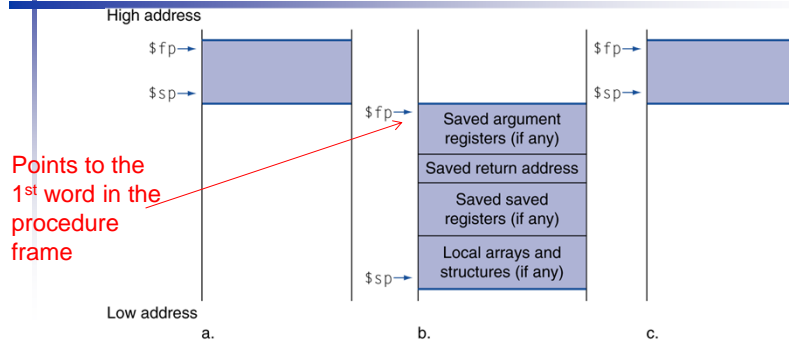 High address
$fp
$sp
$fp
$sp
Saved argument
registers (if any)
Saved return address
Saved saved
registers (if any)
Local arrays and
structures (if any)
$fp
$sp
Points to the
1st word in the
procedure
frame
Low address
a.
b.
c.